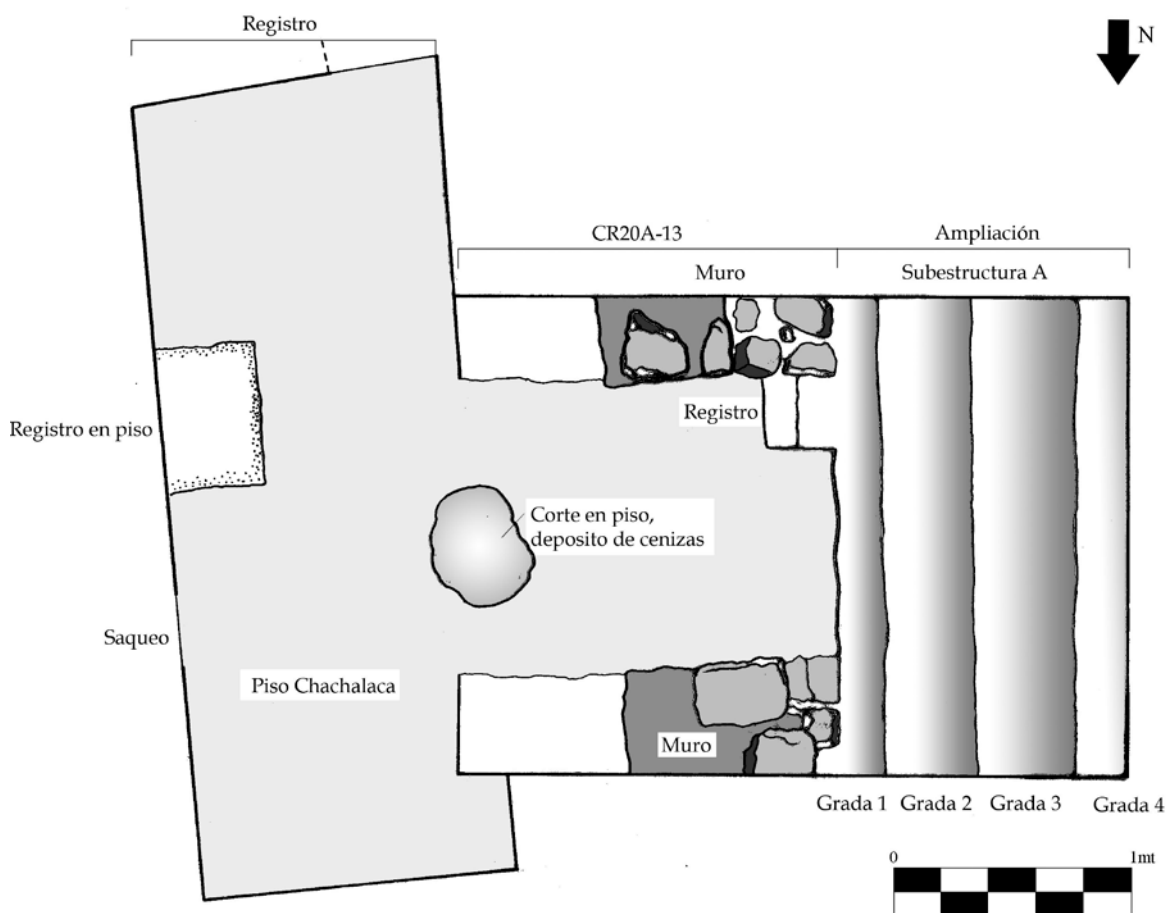 Registro
N
CR20A-13
Ampliación
Muro
Subestructura A
Registro
Registro en piso
Corte en piso,
deposito de cenizas
Saqueo
Piso Chachalaca
Muro
Grada 1
Grada 2
Grada 3
Grada 4
0
1mt